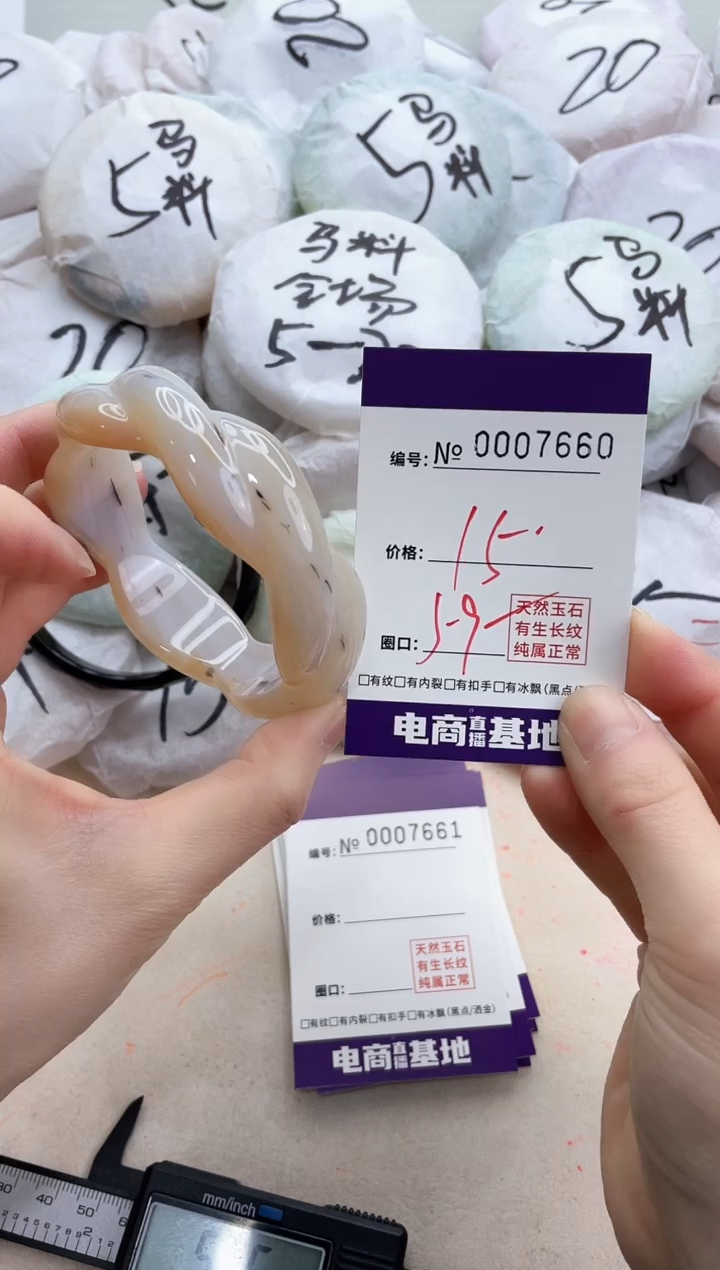 20
马
5料
马
5料
马料
全场
5—20
马
5料
20
编号: № 0007660
价格: 15.
圈口: 59
天然玉石
有生长纹
纯属正常
□有纹□有内裂□有扣手□有冰飘(黑点/
电商直播基地
编号: № 0007661
价格:
圈口:
天然玉石
有生长纹
纯属正常
□有纹□有内裂□有扣手□有冰飘(黑点/洒金)
电商直播基地
mm/inch
40 50